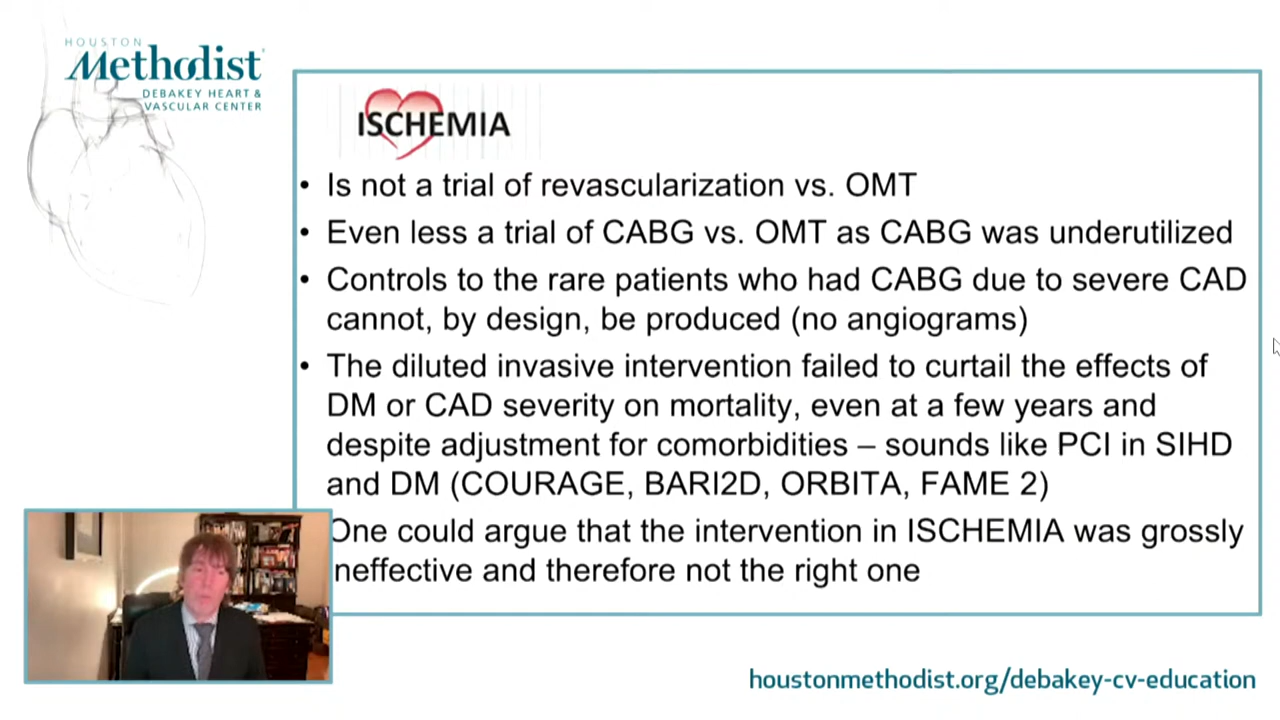 HOUSTON
Methodist
DEBAKEY HEART &
VASCULAR CENTER
ISCHEMIA
• Is not a trial of revascularization vs. OMT
• Even less a trial of CABG vs. OMT as CABG was underutilized
• Controls to the rare patients who had CABG due to severe CAD
cannot, by design, be produced (no angiograms)
• The diluted invasive intervention failed to curtail the effects of
DM or CAD severity on mortality, even at a few years and
despite adjustment for comorbidities – sounds like PCI in SIHD
and DM (COURAGE, BARI2D, ORBITA, FAME 2)
One could argue that the intervention in ISCHEMIA was grossly
neffective and therefore not the right one
houstonmethodist.org/debakey-cv-education